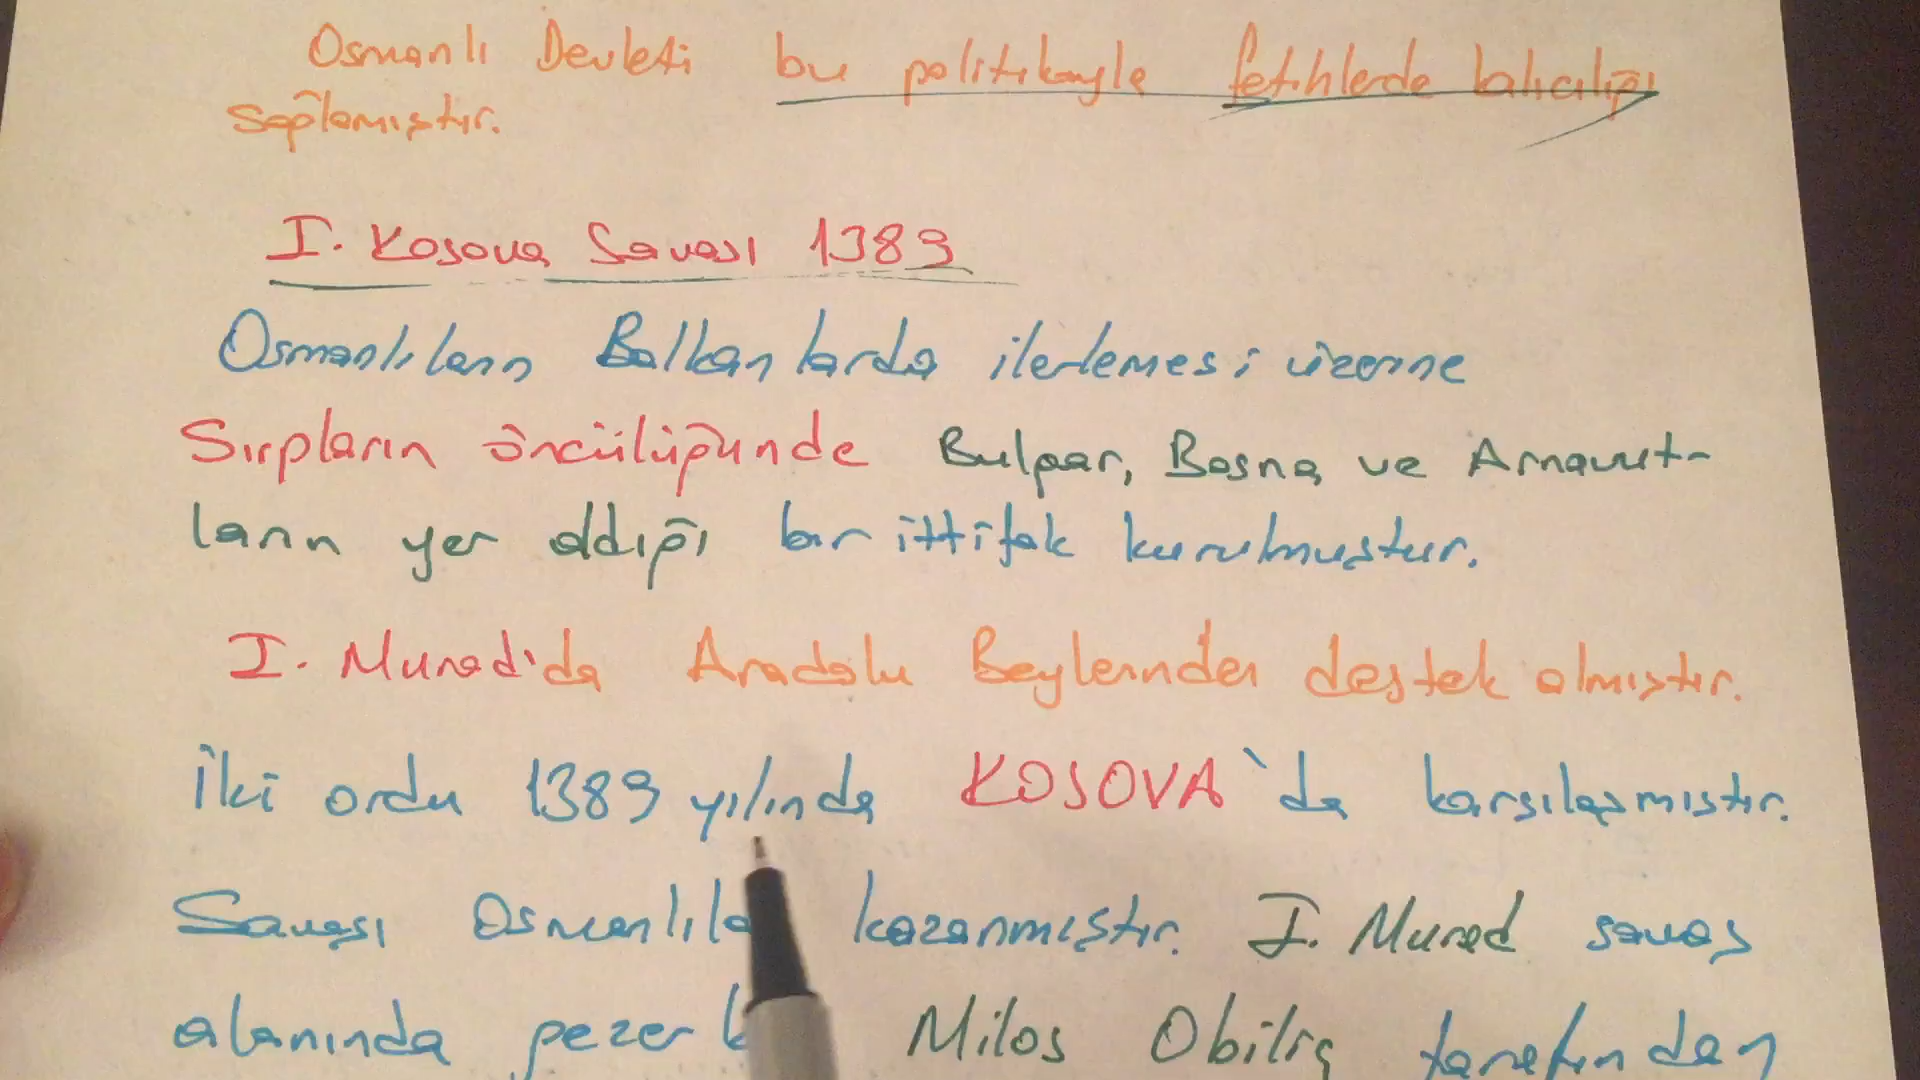 Osmanlı Devleti bu politikayla fetihlerde kalıcılığı
sağlamıştır.
I. Kosova Savaşı 1389
Osmanlıların Balkanlarda ilerlemesi üzerine
Sırpların öncülüğünde Bulgar, Bosna ve Arnavut-
ların yer aldığı bir ittifak kurulmuştur.
I. Murad'da Anadolu Beylerinden destek almıştır.
İki ordu 1389 yılında KOSOVA'da karşılaşmıştır.
Savaşı Osmanlıla kazanmıştır. I. Murad savaş
alanında gezer Milos Obiliç tarafından